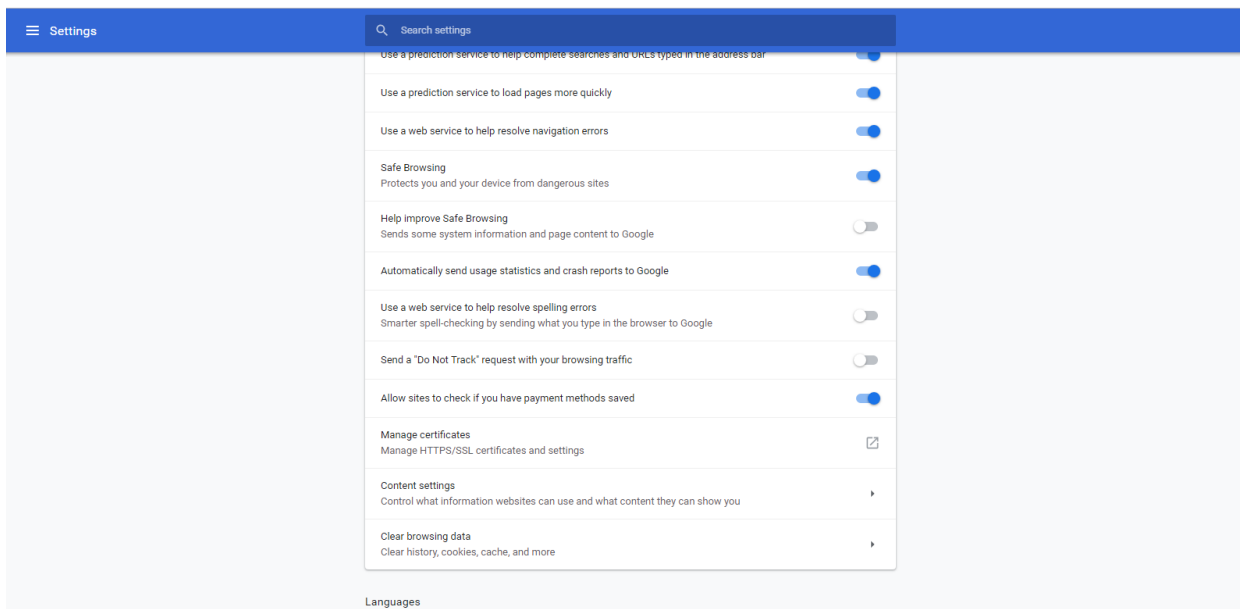 Settings
Search settings
Use a prediction service to help complete searches and URLs typed in the address bar
Use a prediction service to load pages more quickly
Use a web service to help resolve navigation errors
Safe Browsing
Protects you and your device from dangerous sites
Help improve Safe Browsing
Sends some system information and page content to Google
Automatically send usage statistics and crash reports to Google
Use a web service to help resolve spelling errors
Smarter spell-checking by sending what you type in the browser to Google
Send a "Do Not Track" request with your browsing traffic
Allow sites to check if you have payment methods saved
Manage certificates
Manage HTTPS/SSL certificates and settings
Content settings
Control what information websites can use and what content they can show you
Clear browsing data
Clear history, cookies, cache, and more
Languages